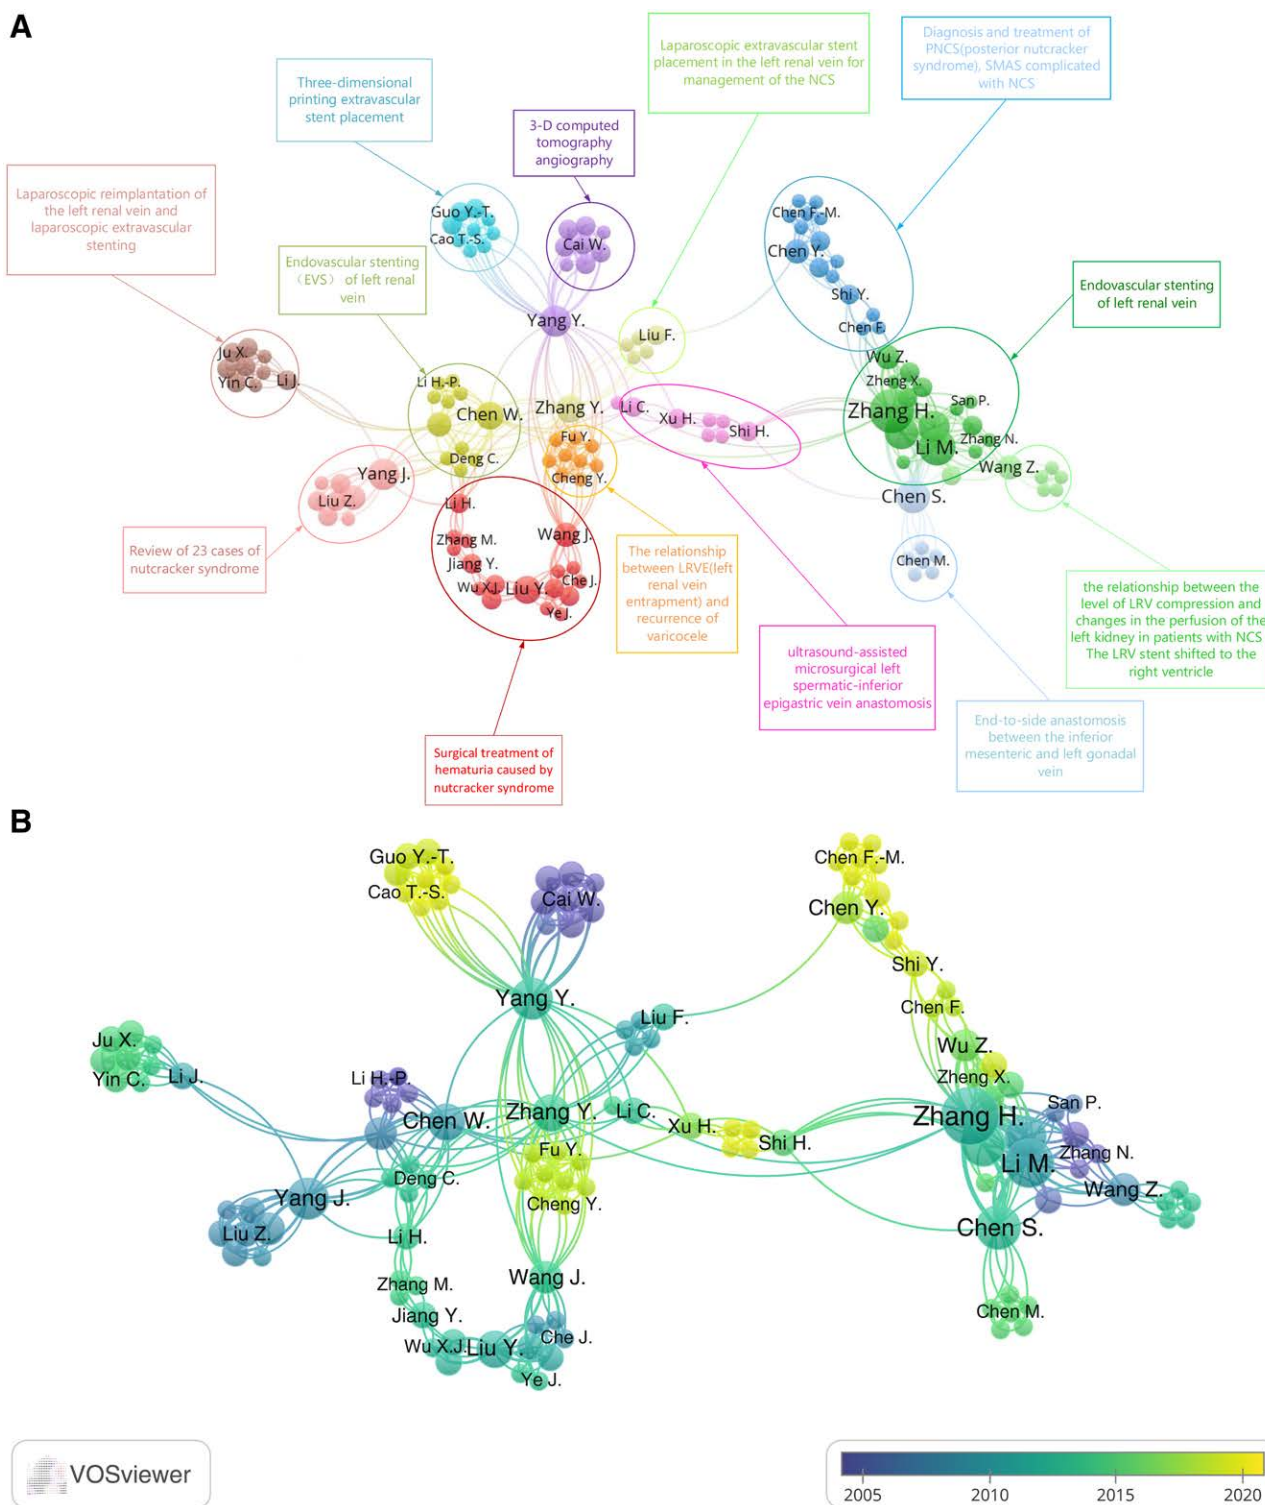 A
Three-dimensional
printing extravascular
stent placement
Laparoscopic extravascular stent
placement in the left renal vein for
management of the NCS
Diagnosis and treatment of
PNCS(posterior nutcracker
syndrome), SMAS complicated
with NCS
3-D computed
tomography
angiography
Laparoscopic reimplantation of
the left renal vein and
laparoscopic extravascular
stenting
Endovascular stenting
（EVS） of left renal
vein
Endovascular stenting
of left renal vein
Guo Y.-T.
Cao T.-S.
Cai W.
Chen F.-M.
Chen Y.
Shi Y.
Chen F.
Yang Y.
Liu F.
Ju X.
Yin C.
Li J.
Li H.-P.
Chen W.
Zhang Y.
Li C.
Xu H.
Shi H.
Wu Z.
Zheng X.
Zhang H.
San P.
Li M.
Zhang N.
Wang Z.
Fu Y.
Cheng Y.
Deng C.
Yang J.
Liu Z.
Chen S.
Li H.
Zhang M.
Jiang Y.
Wu X.J.
Liu Y.
Wang J.
Che J.
Ye J.
Chen M.
Review of 23 cases of
nutcracker syndrome
The relationship
between LRVE(left
renal vein
entrapment) and
recurrence of
varicocele
the relationship between the
level of LRV compression and
changes in the perfusion of the
left kidney in patients with NCS
The LRV stent shifted to the
right ventricle
ultrasound-assisted
microsurgical left
spermatic-inferior
epigastric vein anastomosis
End-to-side anastomosis
between the inferior
mesenteric and left gonadal
vein
Surgical treatment of
hematuria caused by
nutcracker syndrome
B
Guo Y.-T.
Cao T.-S.
Cai W.
Chen F.-M.
Chen Y.
Shi Y.
Chen F.
Yang Y.
Liu F.
Ju X.
Yin C.
Li J.
Li H.-P.
Chen W.
Zhang Y.
Li C.
Xu H.
Shi H.
Wu Z.
Zheng X.
Zhang H.
San P.
Li M.
Zhang N.
Wang Z.
Fu Y.
Cheng Y.
Deng C.
Yang J.
Liu Z.
Chen S.
Li H.
Zhang M.
Jiang Y.
Wu X.J.
Liu Y.
Wang J.
Che J.
Ye J.
Chen M.
VOSviewer
2005
2010
2015
2020